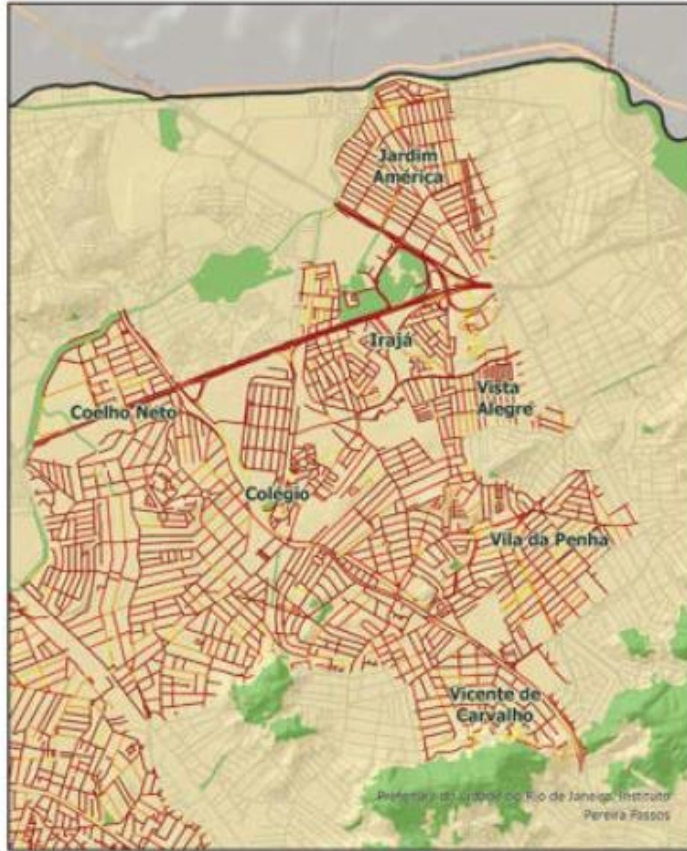 Jardim
América
Irajá
Vista
Alegre
Coelho Neto
Colégio
Vila da Penha
Vicente de
Carvalho
Prefeitura da Cidade do Rio de Janeiro, Instituto
Pereira Passos